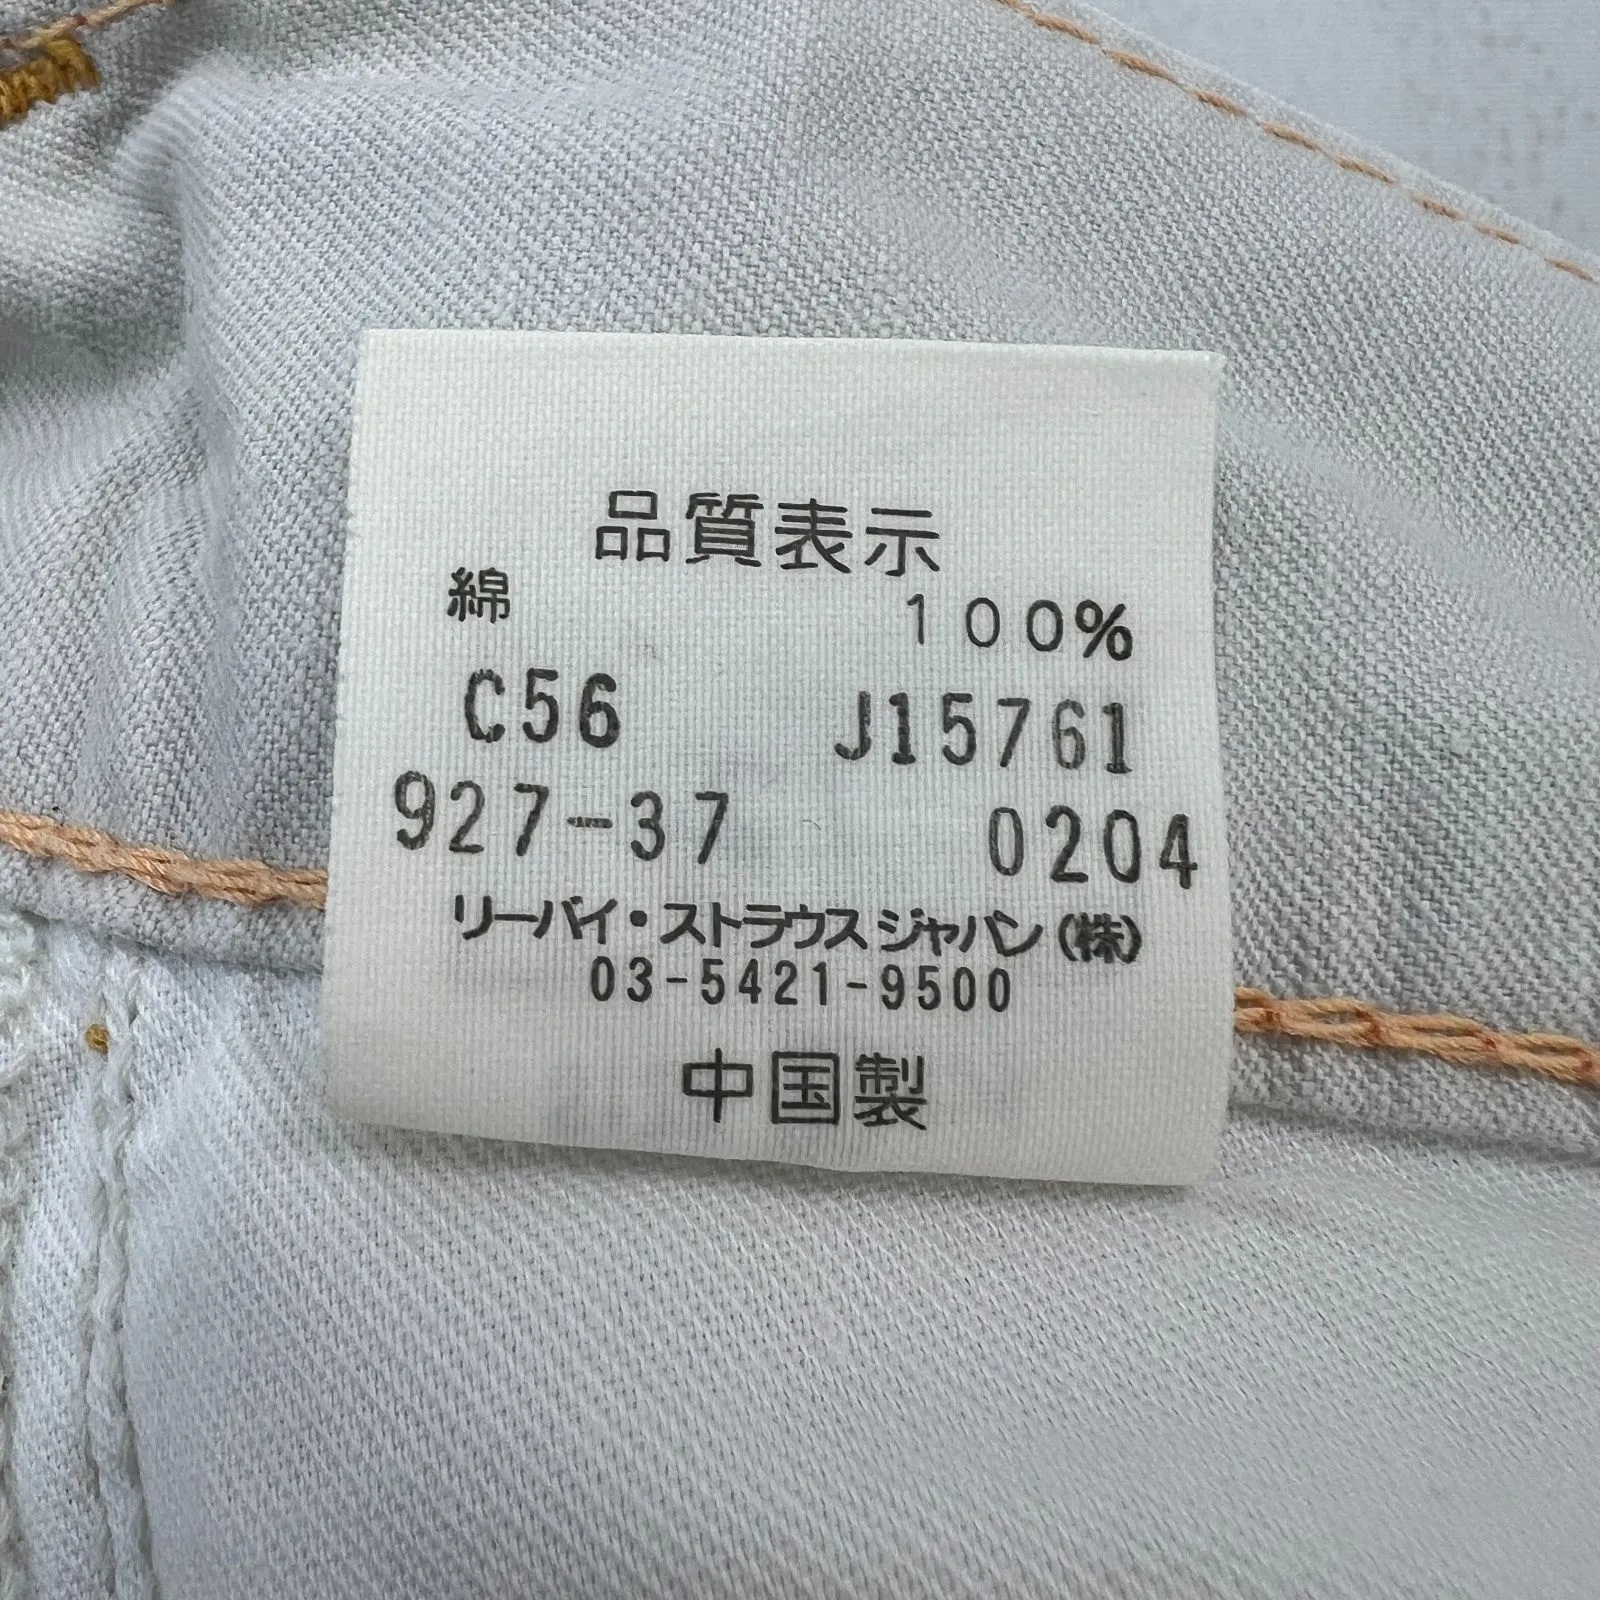 品質表示
綿 100%
C56 J15761
927-37 0204
リーバイ・ストラウス ジャパン(株)
03-5421-9500
中国製